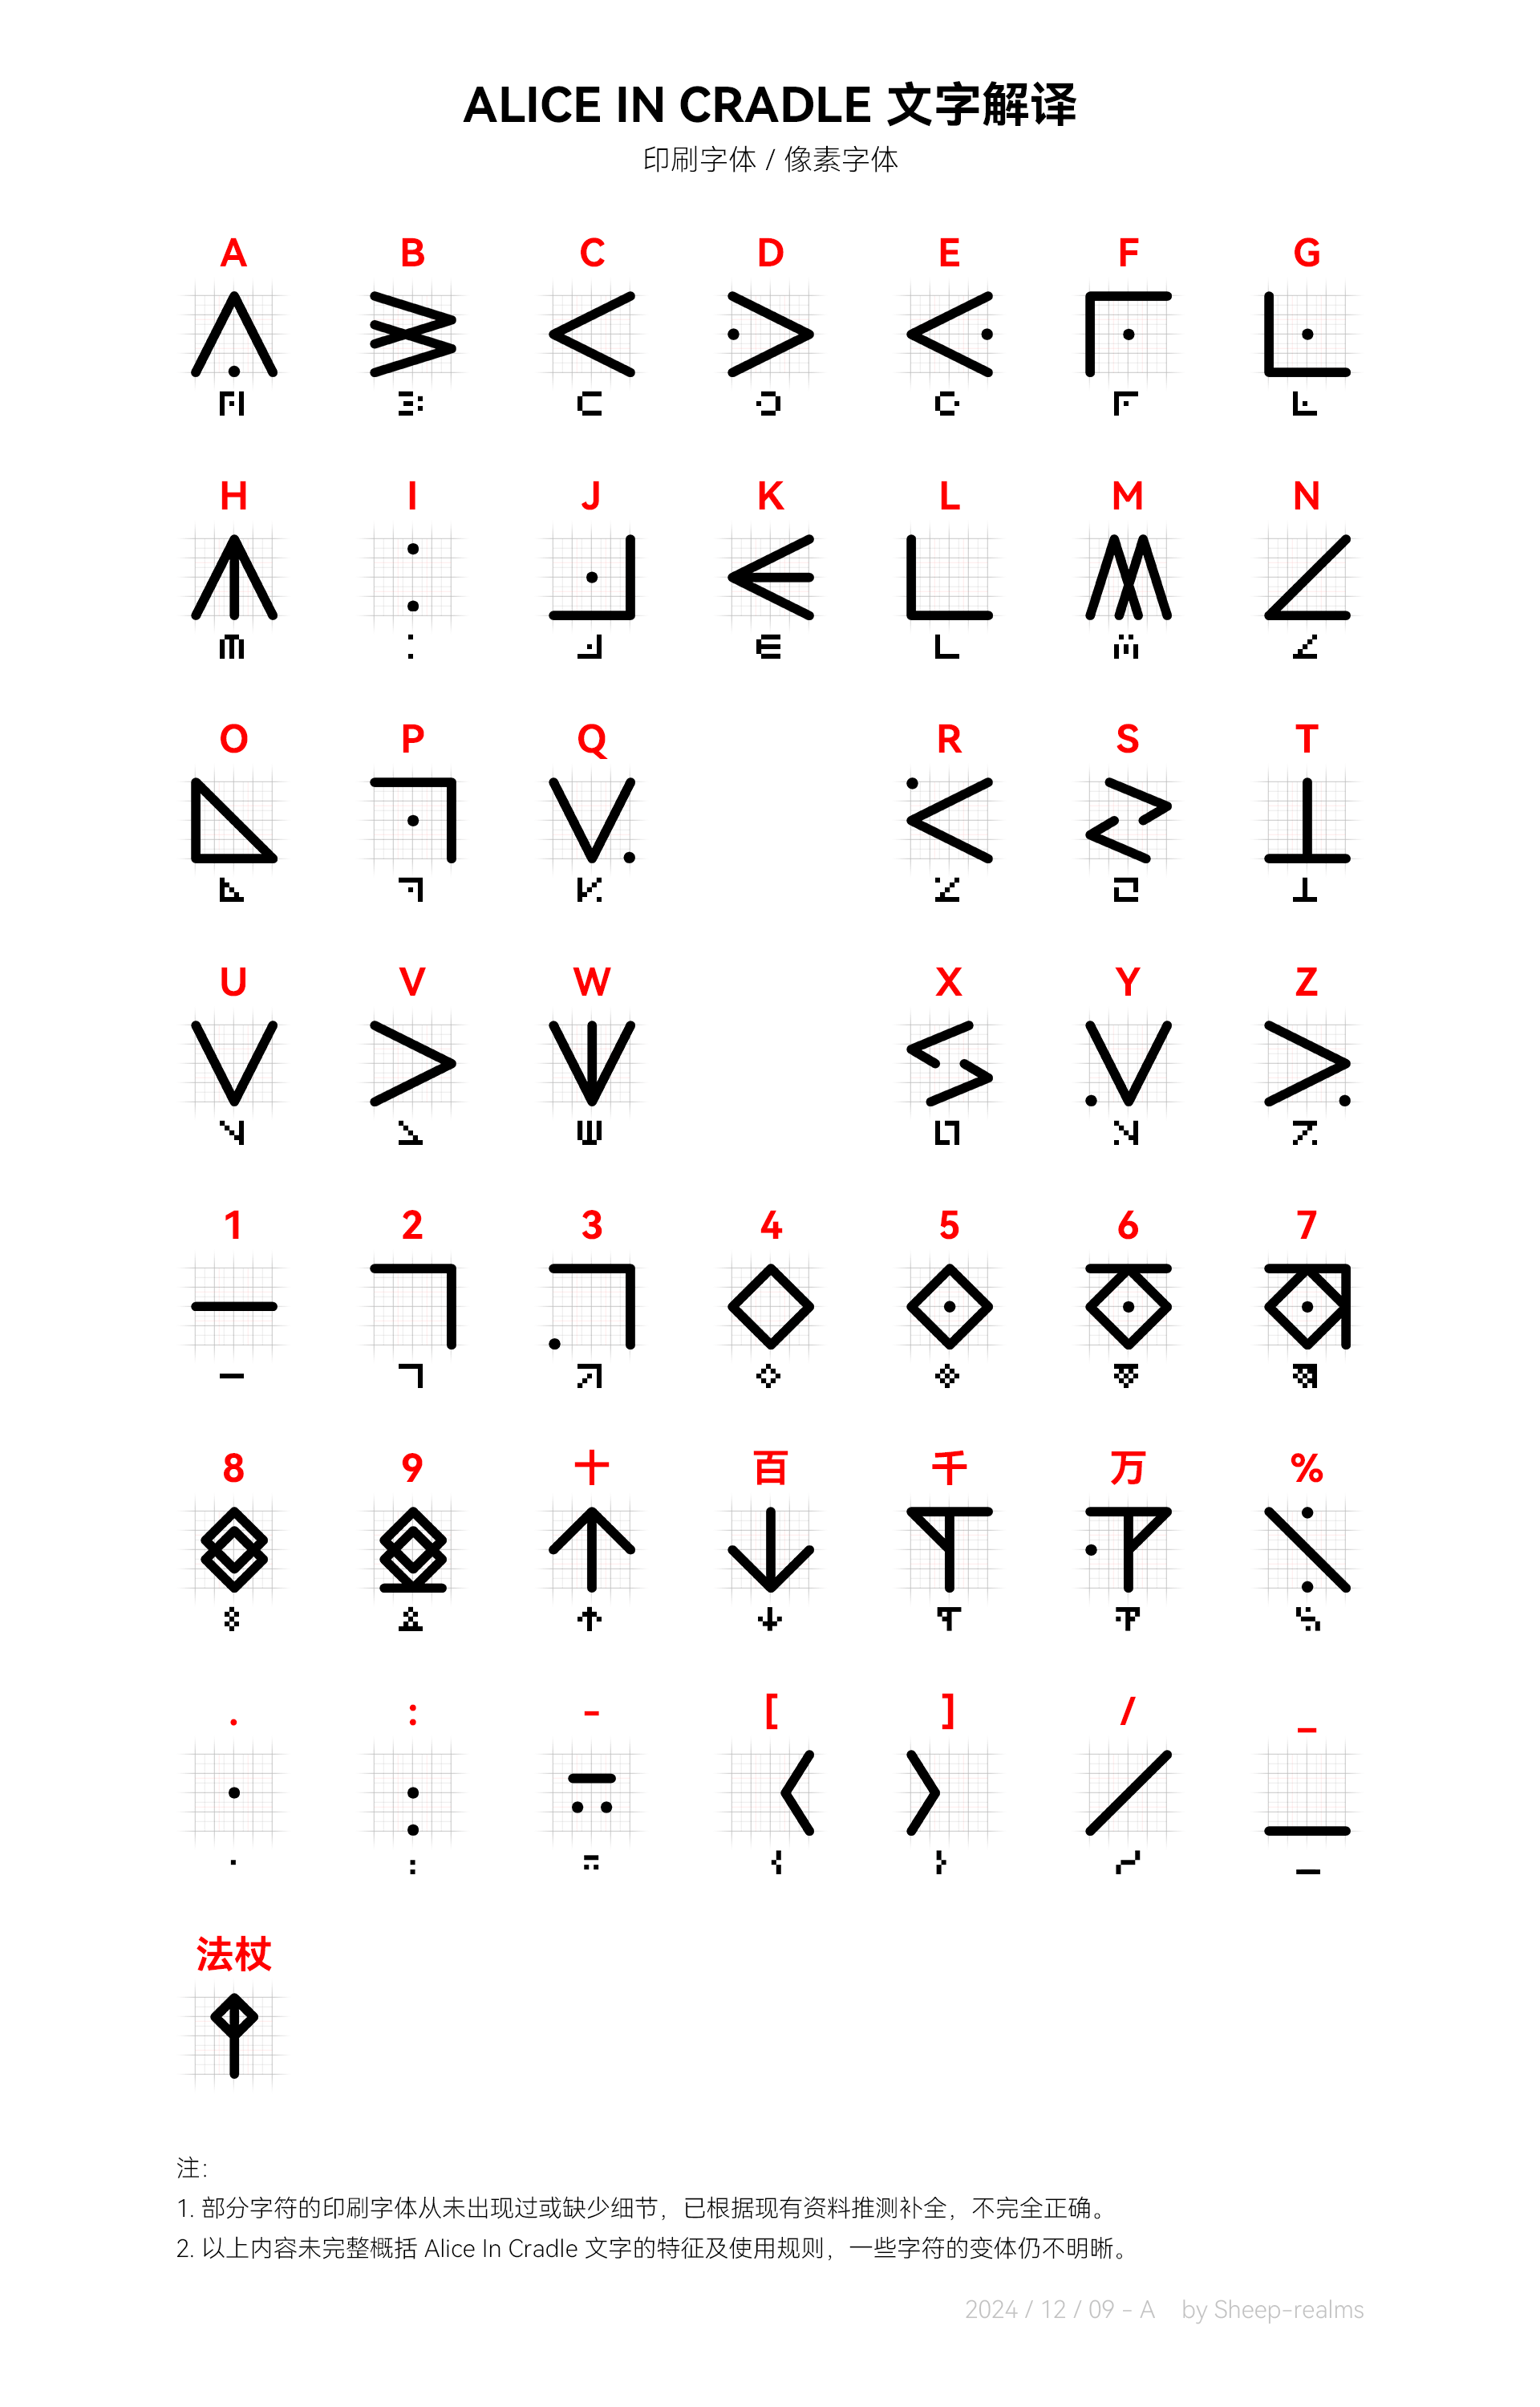 ALICE IN CRADLE 文字解译
印刷字体 / 像素字体
A B C D E F G
H I J K L M N
O P Q R S T
U V W X Y Z
1 2 3 4 5 6 7
8 9 十 百 千 万 %
. : - [ ] / _
法杖
注：
1. 部分字符的印刷字体从未出现过或缺少细节，已根据现有资料推测补全，不完全正确。
2. 以上内容未完整概括 Alice In Cradle 文字的特征及使用规则，一些字符的变体仍不明晰。
2024 / 12 / 09 - A by Sheep-realms